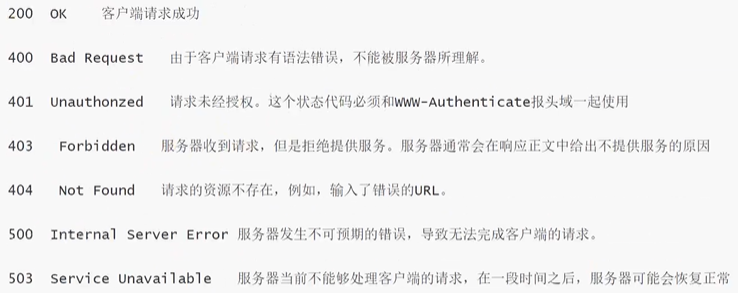 200 OK 客户端请求成功
400 Bad Request 由于客户端请求有语法错误，不能被服务器所理解。
401 Unauthonzed 请求未经授权。这个状态代码必须和WWW-Authenticate报头域一起使用
403 Forbidden 服务器收到请求，但是拒绝提供服务。服务器通常会在响应正文中给出不提供服务的原因
404 Not Found 请求的资源不存在，例如，输入了错误的URL。
500 Internal Server Error 服务器发生不可预期的错误，导致无法完成客户端的请求。
503 Service Unavailable 服务器当前不能够处理客户端的请求，在一段时间之后，服务器可能会恢复正常